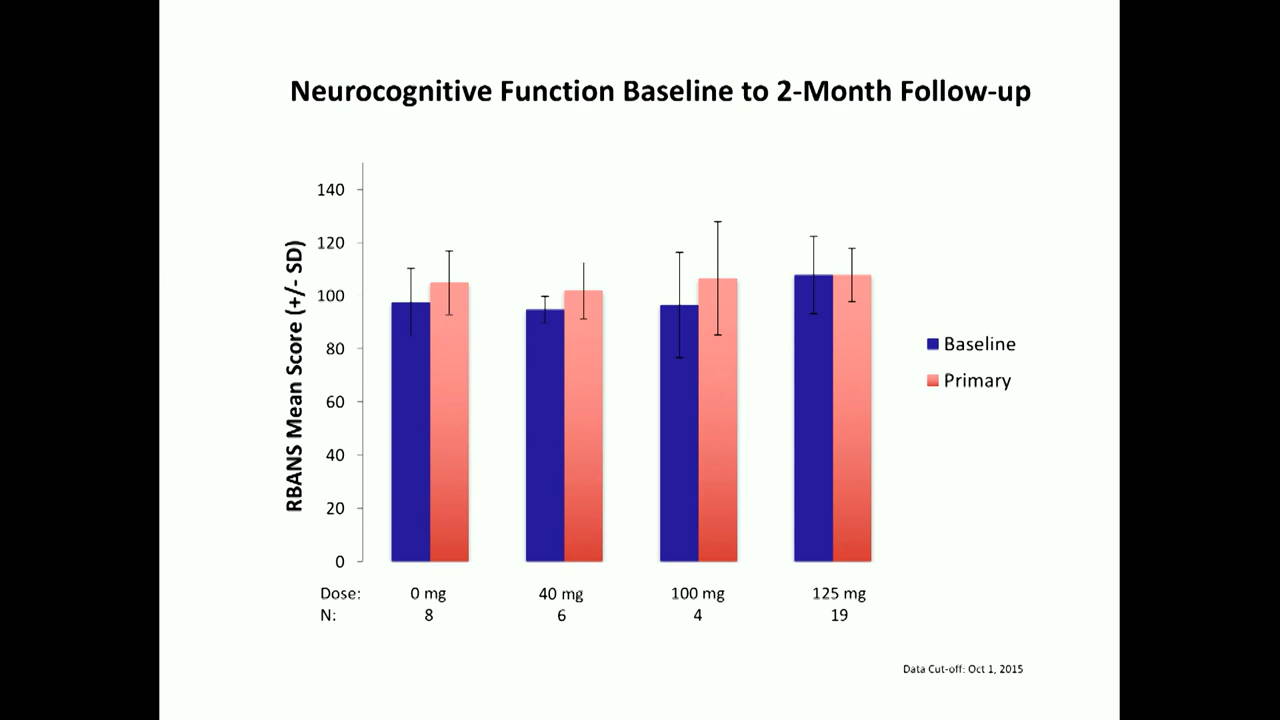 Neurocognitive Function Baseline to 2-Month Follow-up
RBANS Mean Score (+/- SD)
140
120
100
80
60
40
20
0
Baseline
Primary
Dose: 0 mg 40 mg 100 mg 125 mg
N: 8 6 4 19
Data Cut-off: Oct 1, 2015